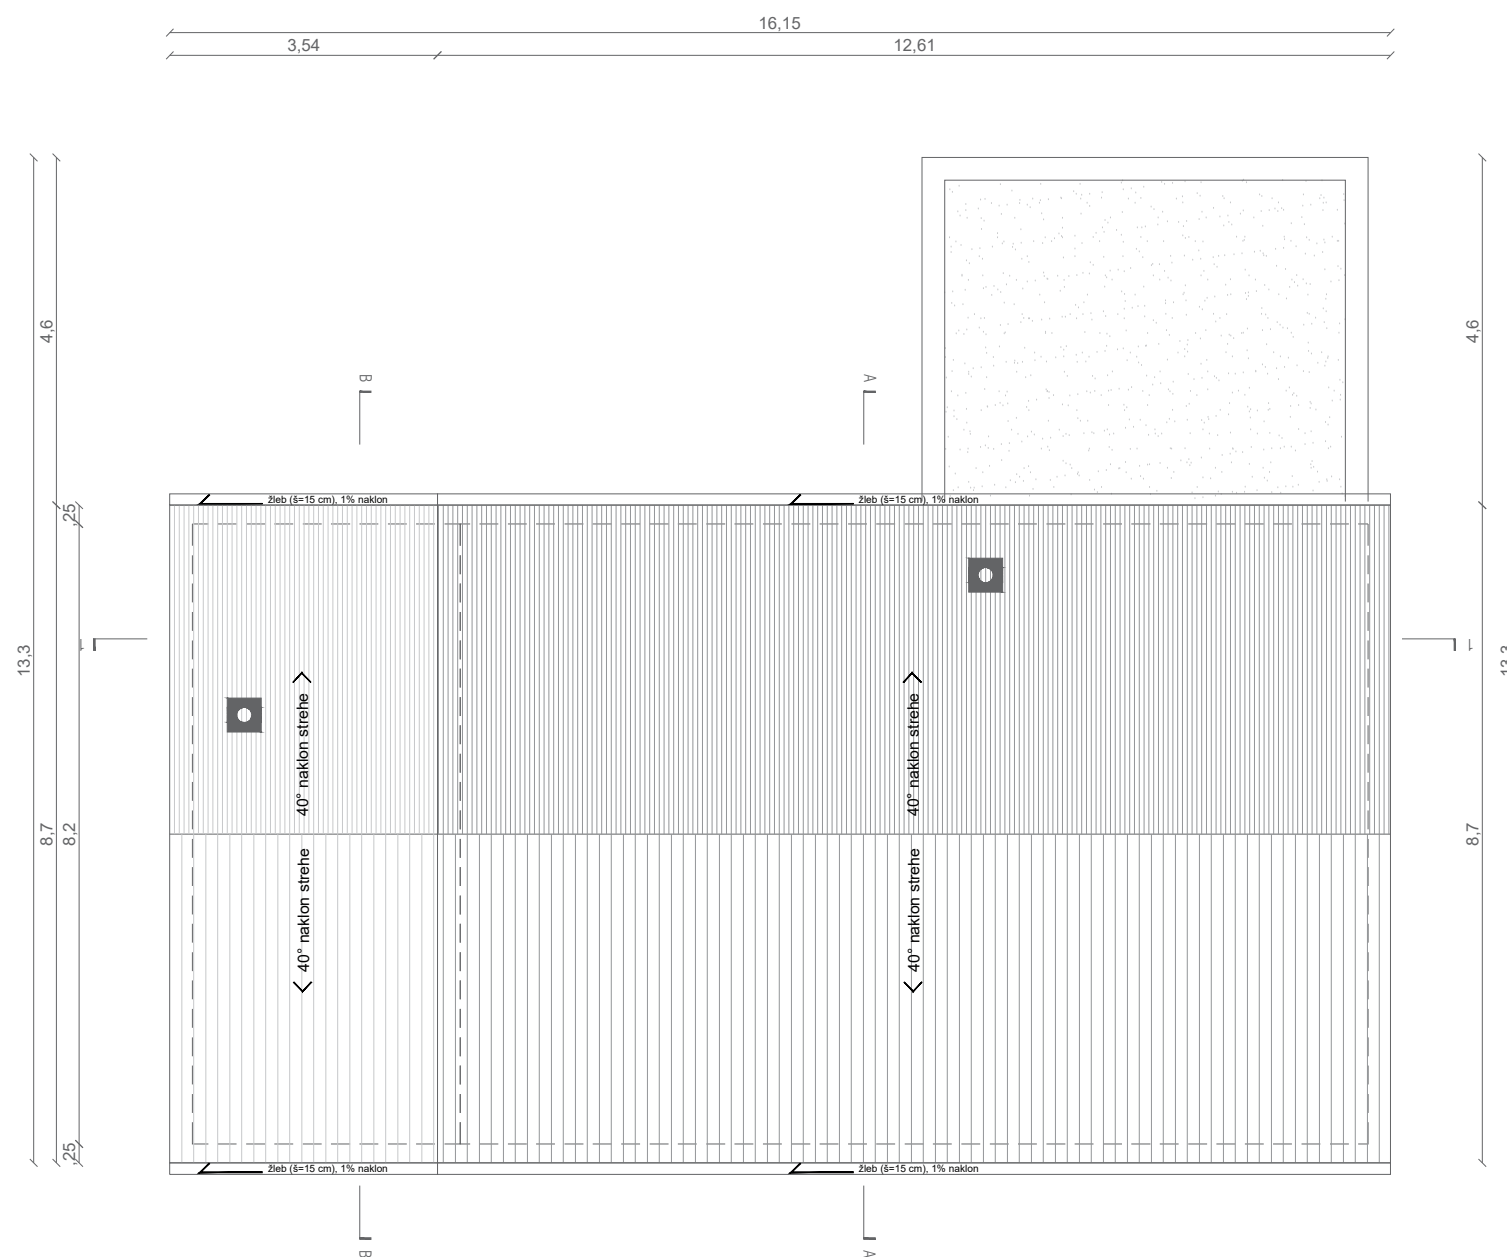 16,15
3,54
12,61
4,6
4,6
B
A
žleb (š=15 cm), 1% naklon
žleb (š=15 cm), 1% naklon
,25
13,3
8,7
8,2
40° naklon strehe
40° naklon strehe
13,3
8,7
40° naklon strehe
40° naklon strehe
,25
žleb (š=15 cm), 1% naklon
žleb (š=15 cm), 1% naklon
B
A